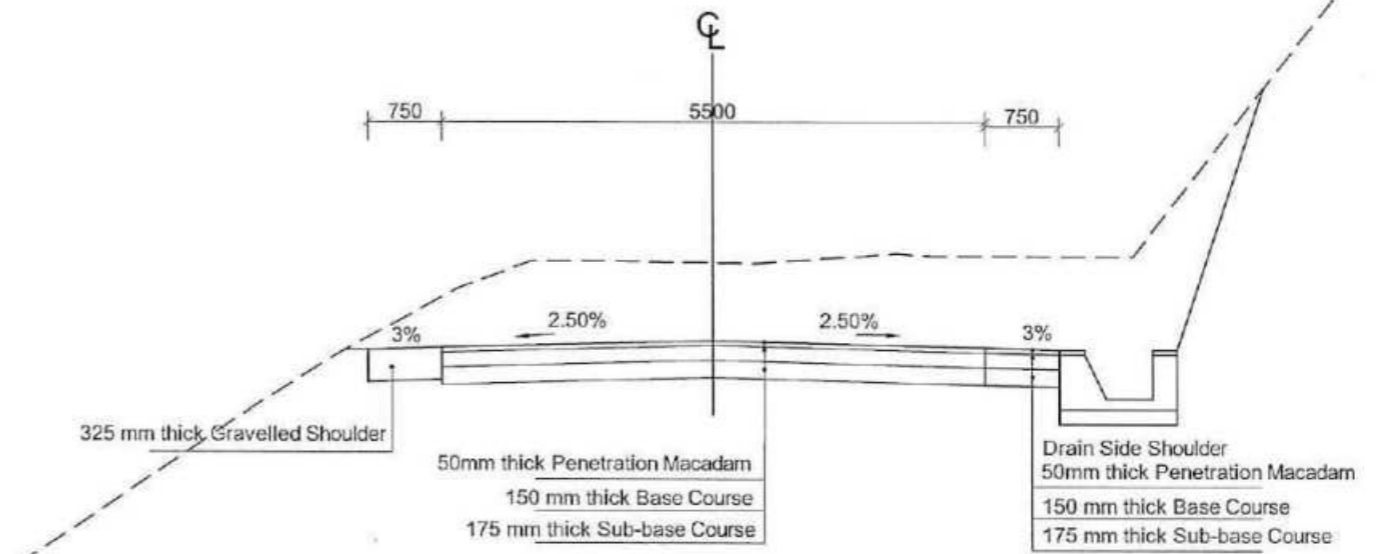 ℄
750
5500
750
3%
2.50%
2.50%
3%
325 mm thick Gravelled Shoulder
50mm thick Penetration Macadam
150 mm thick Base Course
175 mm thick Sub-base Course
Drain Side Shoulder
50mm thick Penetration Macadam
150 mm thick Base Course
175 mm thick Sub-base Course